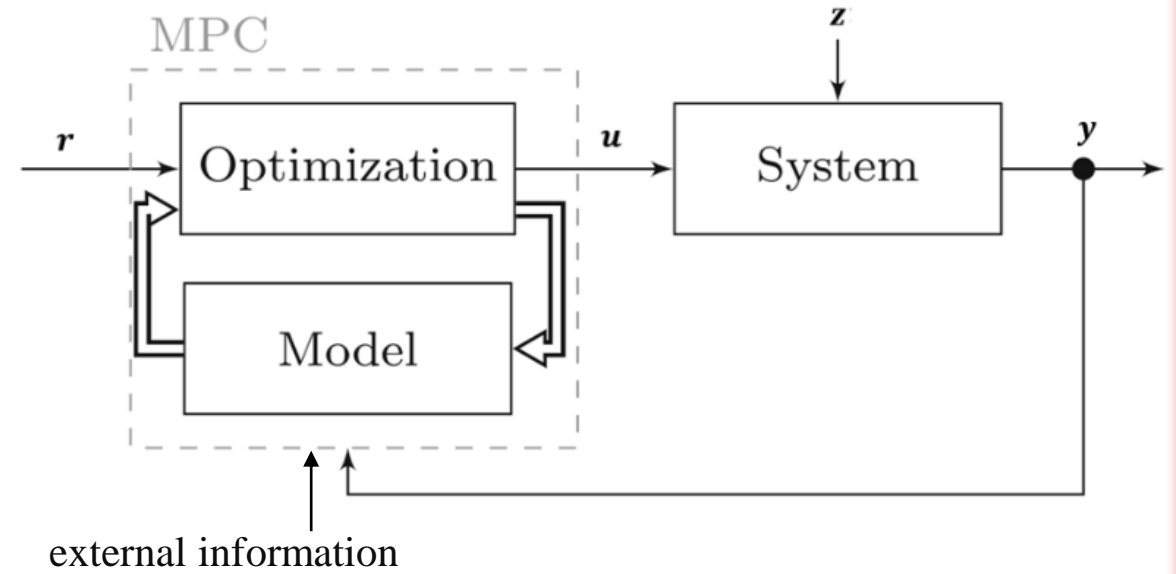 MPC
z
r
Optimization
u
System
y
Model
external information